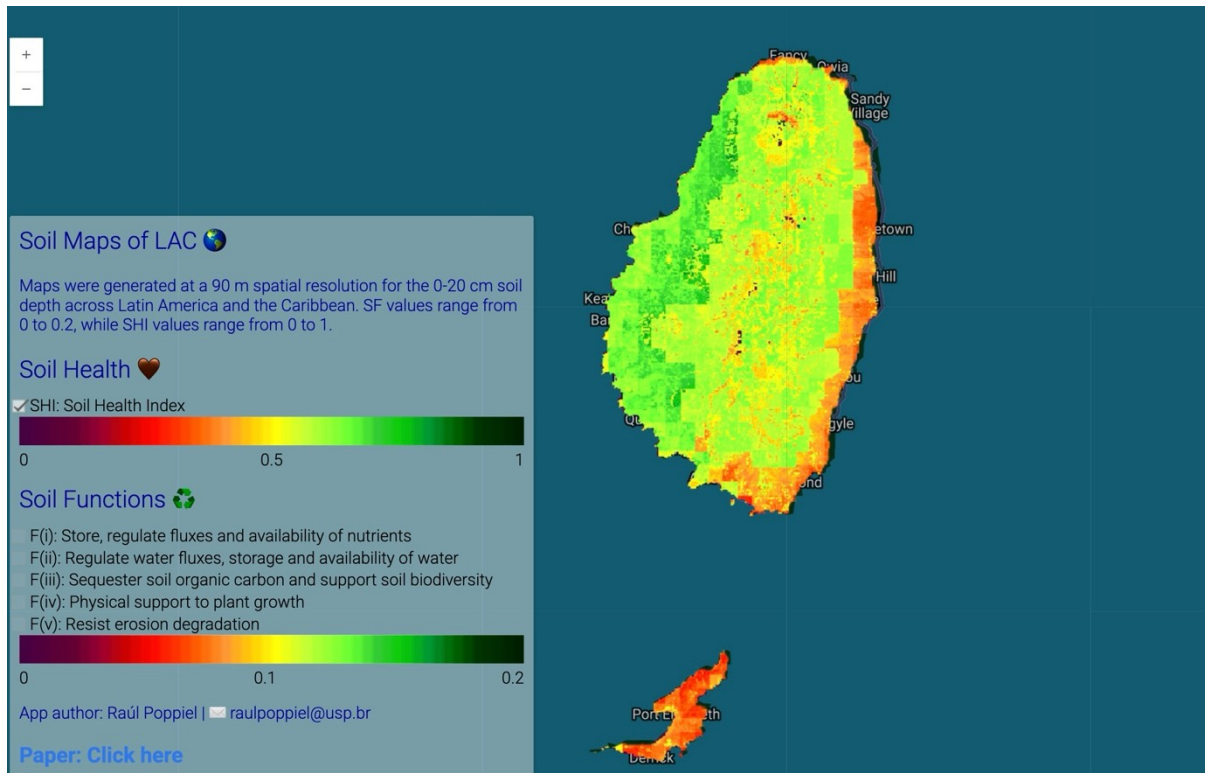 +
−
Soil Maps of LAC
Maps were generated at a 90 m spatial resolution for the 0-20 cm soil
depth across Latin America and the Caribbean. SF values range from
0 to 0.2, while SHI values range from 0 to 1.
Soil Health
SHI: Soil Health Index
0 0.5 1
Soil Functions
F(i): Store, regulate fluxes and availability of nutrients
F(ii): Regulate water fluxes, storage and availability of water
F(iii): Sequester soil organic carbon and support soil biodiversity
F(iv): Physical support to plant growth
F(v): Resist erosion degradation
0 0.1 0.2
App author: Raúl Poppiel | raulpoppiel@usp.br
Paper: Click here
Fancy
Owia
Sandy
Hill